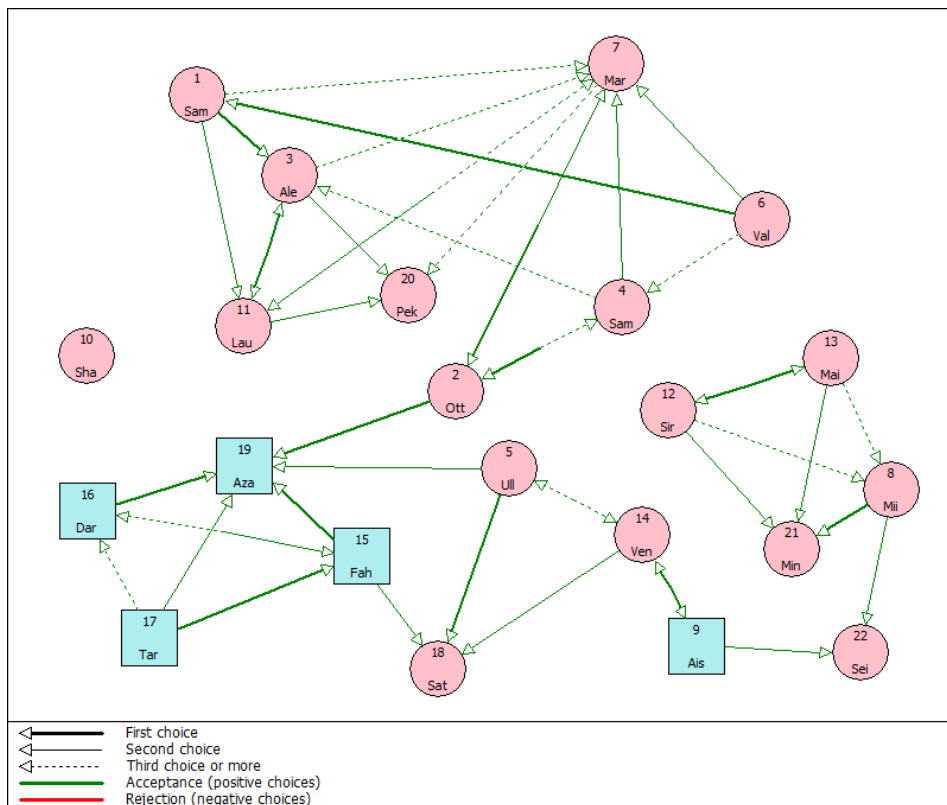 7
Mar
1
Sam
3
Ale
6
Val
20
Pek
4
Sam
11
Lau
10
Sha
13
Mai
2
Ott
12
Sir
19
Aza
5
Ull
8
Mii
16
Dar
14
Ven
21
Min
15
Fah
17
Tar
9
Ais
22
Sei
18
Sat
First choice
Second choice
Third choice or more
Acceptance (positive choices)
Rejection (negative choices)